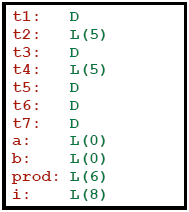 t1: D
t2: L(5)
t3: D
t4: L(5)
t5: D
t6: D
t7: D
a: L(0)
b: L(0)
prod: L(6)
i: L(8)